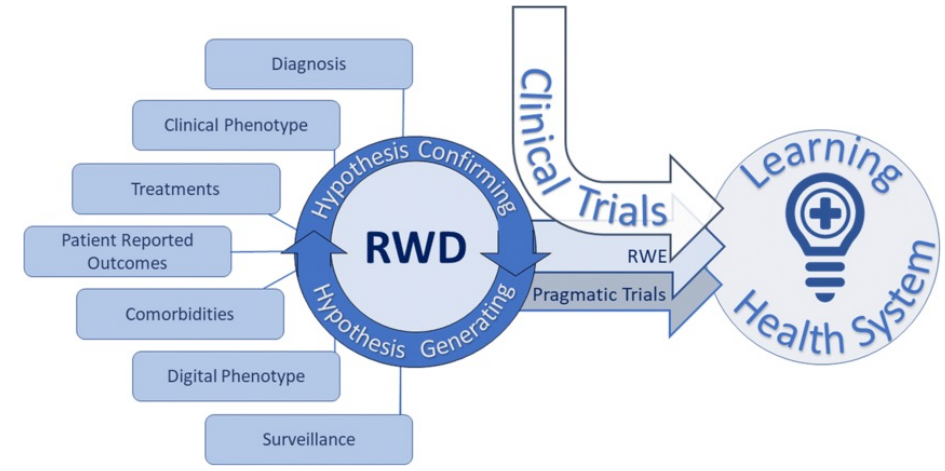 Diagnosis
Clinical Phenotype
Treatments
Patient Reported
Outcomes
Comorbidities
Digital Phenotype
Surveillance
Hypothesis Confirming
RWD
Hypothesis Generating
Clinical Trials
RWE
Pragmatic Trials
Learning
Health System